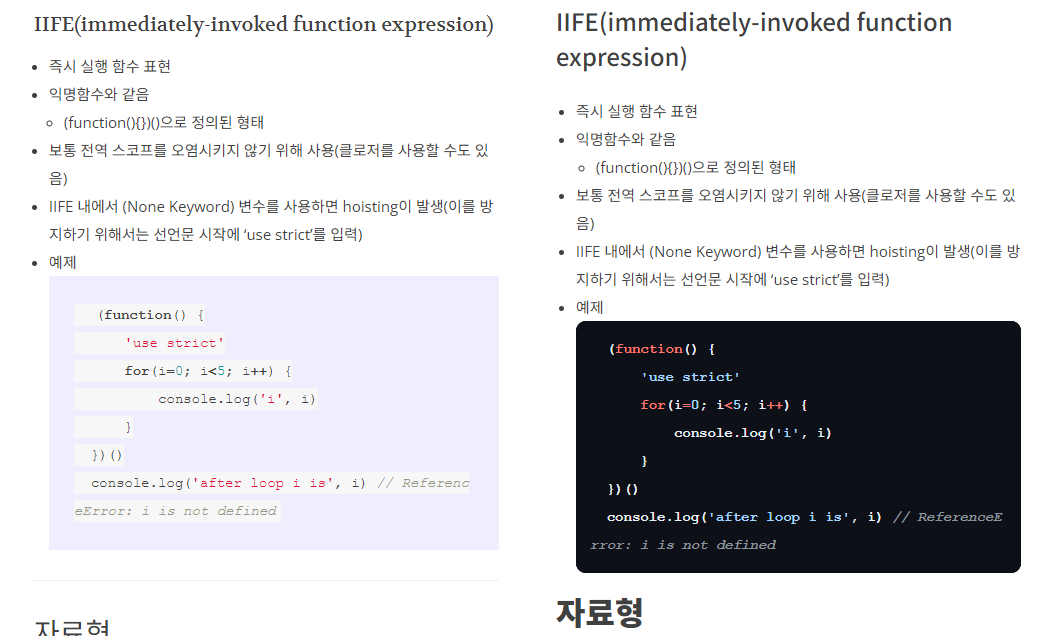 IIFE(immediately-invoked function expression)
즉시 실행 함수 표현
익명함수와 같음
(function(){})()으로 정의된 형태
보통 전역 스코프를 오염시키지 않기 위해 사용(클로저를 사용할 수도 있
음)
IIFE 내에서 (None Keyword) 변수를 사용하면 hoisting이 발생(이를 방
지하기 위해서는 선언문 시작에 ‘use strict’를 입력)
예제
(function() {
'use strict'
for(i=0; i<5; i++) {
console.log('i', i)
}
})()
console.log('after loop i is', i) // Referenc
eError: i is not defined
자료형
IIFE(immediately-invoked function
expression)
즉시 실행 함수 표현
익명함수와 같음
(function(){})()으로 정의된 형태
보통 전역 스코프를 오염시키지 않기 위해 사용(클로저를 사용할 수도 있
음)
IIFE 내에서 (None Keyword) 변수를 사용하면 hoisting이 발생(이를 방
지하기 위해서는 선언문 시작에 ‘use strict’를 입력)
예제
(function() {
'use strict'
for(i=0; i<5; i++) {
console.log('i', i)
}
})()
console.log('after loop i is', i) // ReferenceE
rror: i is not defined
자료형